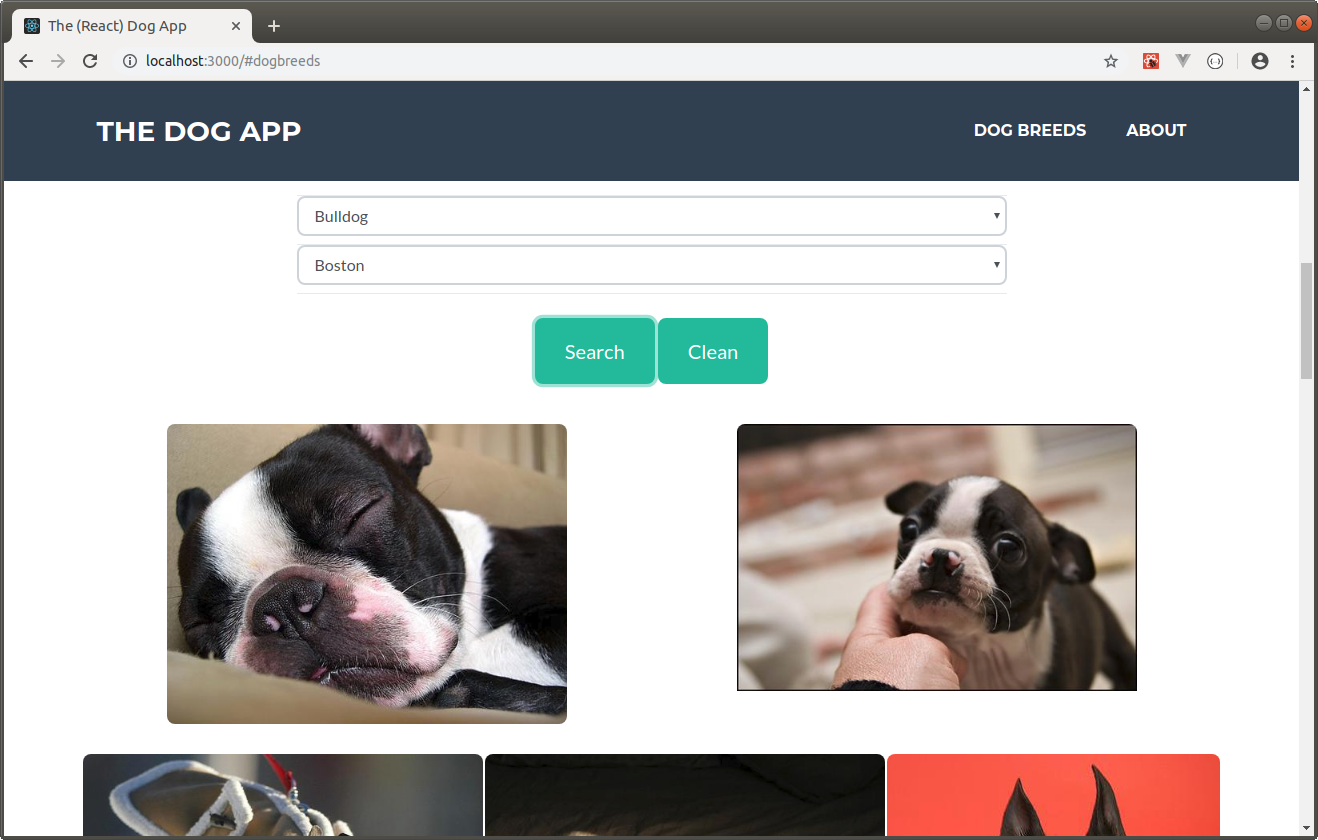 The (React) Dog App
localhost:3000/#dogbreeds
THE DOG APP
DOG BREEDS
ABOUT
Bulldog
Boston
Search
Clean